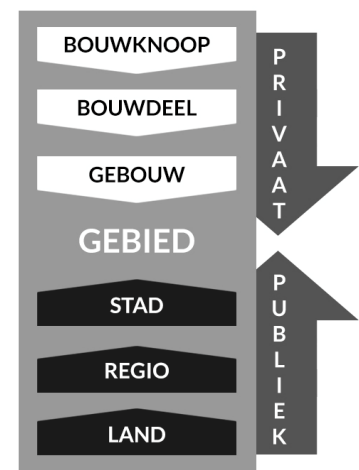 BOUWKNOOP
BOUWDEEL
GEBOUW
GEBIED
STAD
REGIO
LAND
PRIVAAT
PUBLIEK